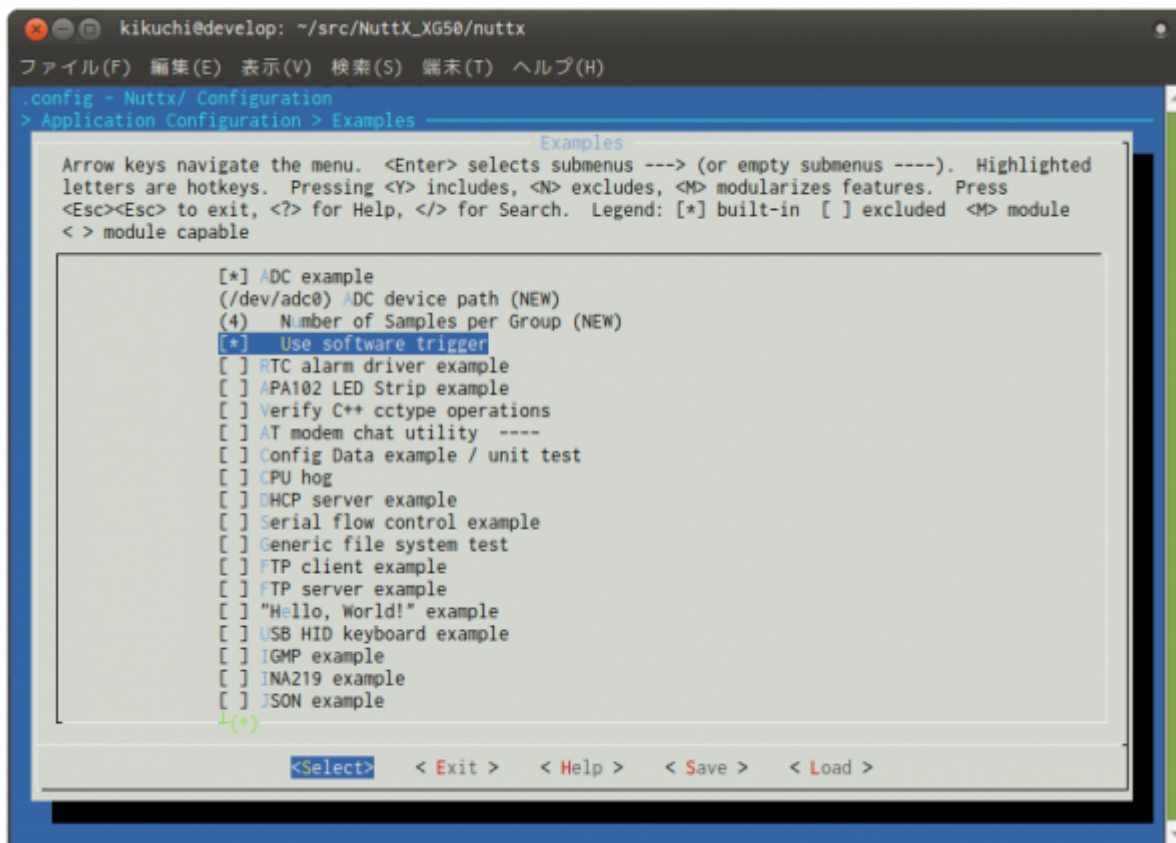 kikuchi@develop: ~/src/NuttX_XG50/nuttx
ファイル(F) 編集(E) 表示(V) 検索(S) 端末(T) ヘルプ(H)
.config - Nuttx/ Configuration
> Application Configuration > Examples
Examples
Arrow keys navigate the menu. <Enter> selects submenus ---> (or empty submenus ----). Highlighted
letters are hotkeys. Pressing <Y> includes, <N> excludes, <M> modularizes features. Press
<Esc><Esc> to exit, <?> for Help, </> for Search. Legend: [*] built-in [ ] excluded <M> module
< > module capable
[*] ADC example
(/dev/adc0) ADC device path (NEW)
(4) Number of Samples per Group (NEW)
[*] Use software trigger
[ ] RTC alarm driver example
[ ] APA102 LED Strip example
[ ] Verify C++ cctype operations
[ ] AT modem chat utility ----
[ ] Config Data example / unit test
[ ] CPU hog
[ ] DHCP server example
[ ] Serial flow control example
[ ] Generic file system test
[ ] FTP client example
[ ] FTP server example
[ ] "Hello, World!" example
[ ] USB HID keyboard example
[ ] IGMP example
[ ] INA219 example
[ ] JSON example
┴(+)
<Select> < Exit > < Help > < Save > < Load >